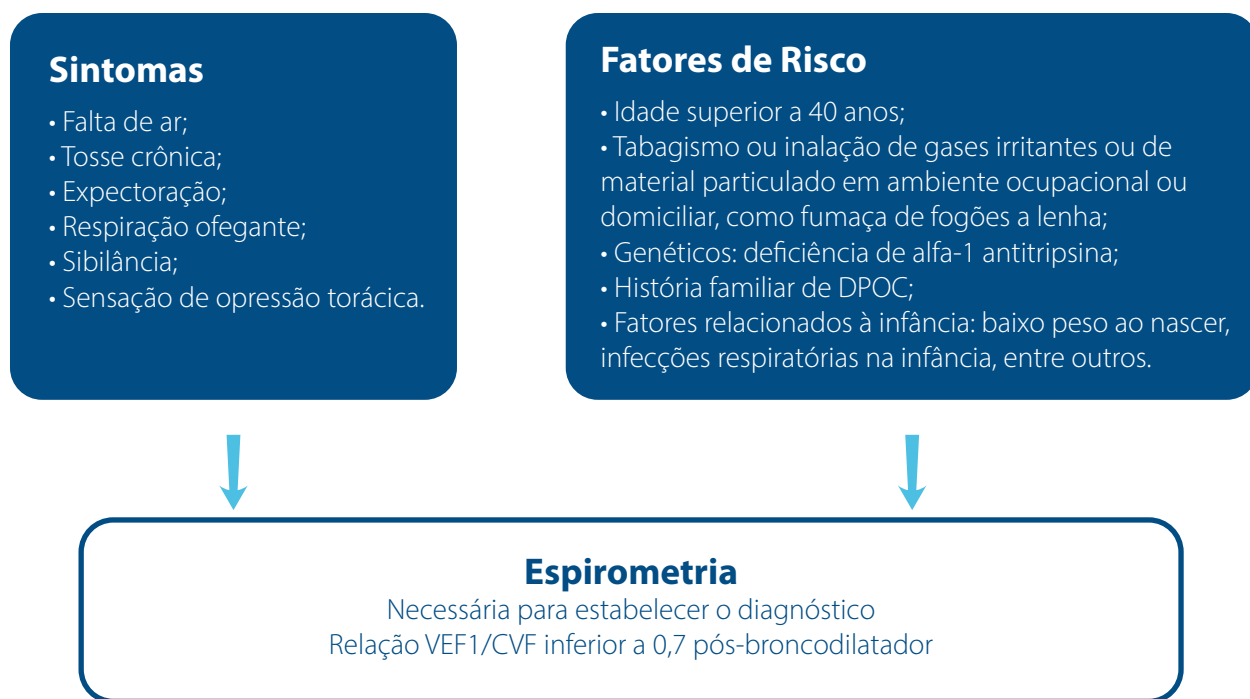 Sintomas
• Falta de ar;
• Tosse crônica;
• Expectoração;
• Respiração ofegante;
• Sibilância;
• Sensação de opressão torácica.
Fatores de Risco
• Idade superior a 40 anos;
• Tabagismo ou inalação de gases irritantes ou de
material particulado em ambiente ocupacional ou
domiciliar, como fumaça de fogões a lenha;
• Genéticos: deficiência de alfa-1 antitripsina;
• História familiar de DPOC;
• Fatores relacionados à infância: baixo peso ao nascer,
infecções respiratórias na infância, entre outros.
Espirometria
Necessária para estabelecer o diagnóstico
Relação VEF1/CVF inferior a 0,7 pós-broncodilatador